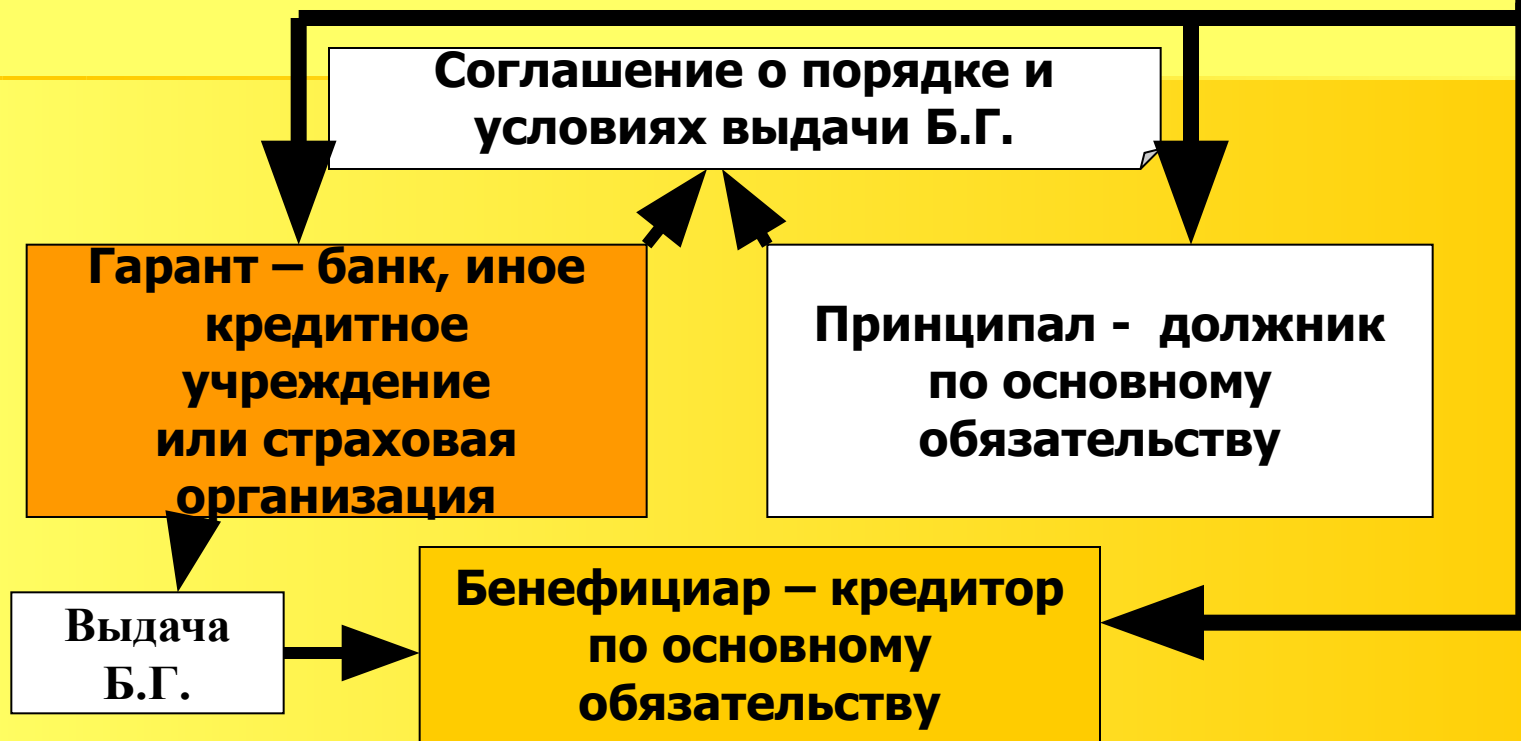 Соглашение о порядке и
условиях выдачи Б.Г.
Гарант – банк, иное
кредитное
учреждение
или страховая
организация
Принципал - должник
по основному
обязательству
Выдача
Б.Г.
Бенефициар – кредитор
по основному
обязательству